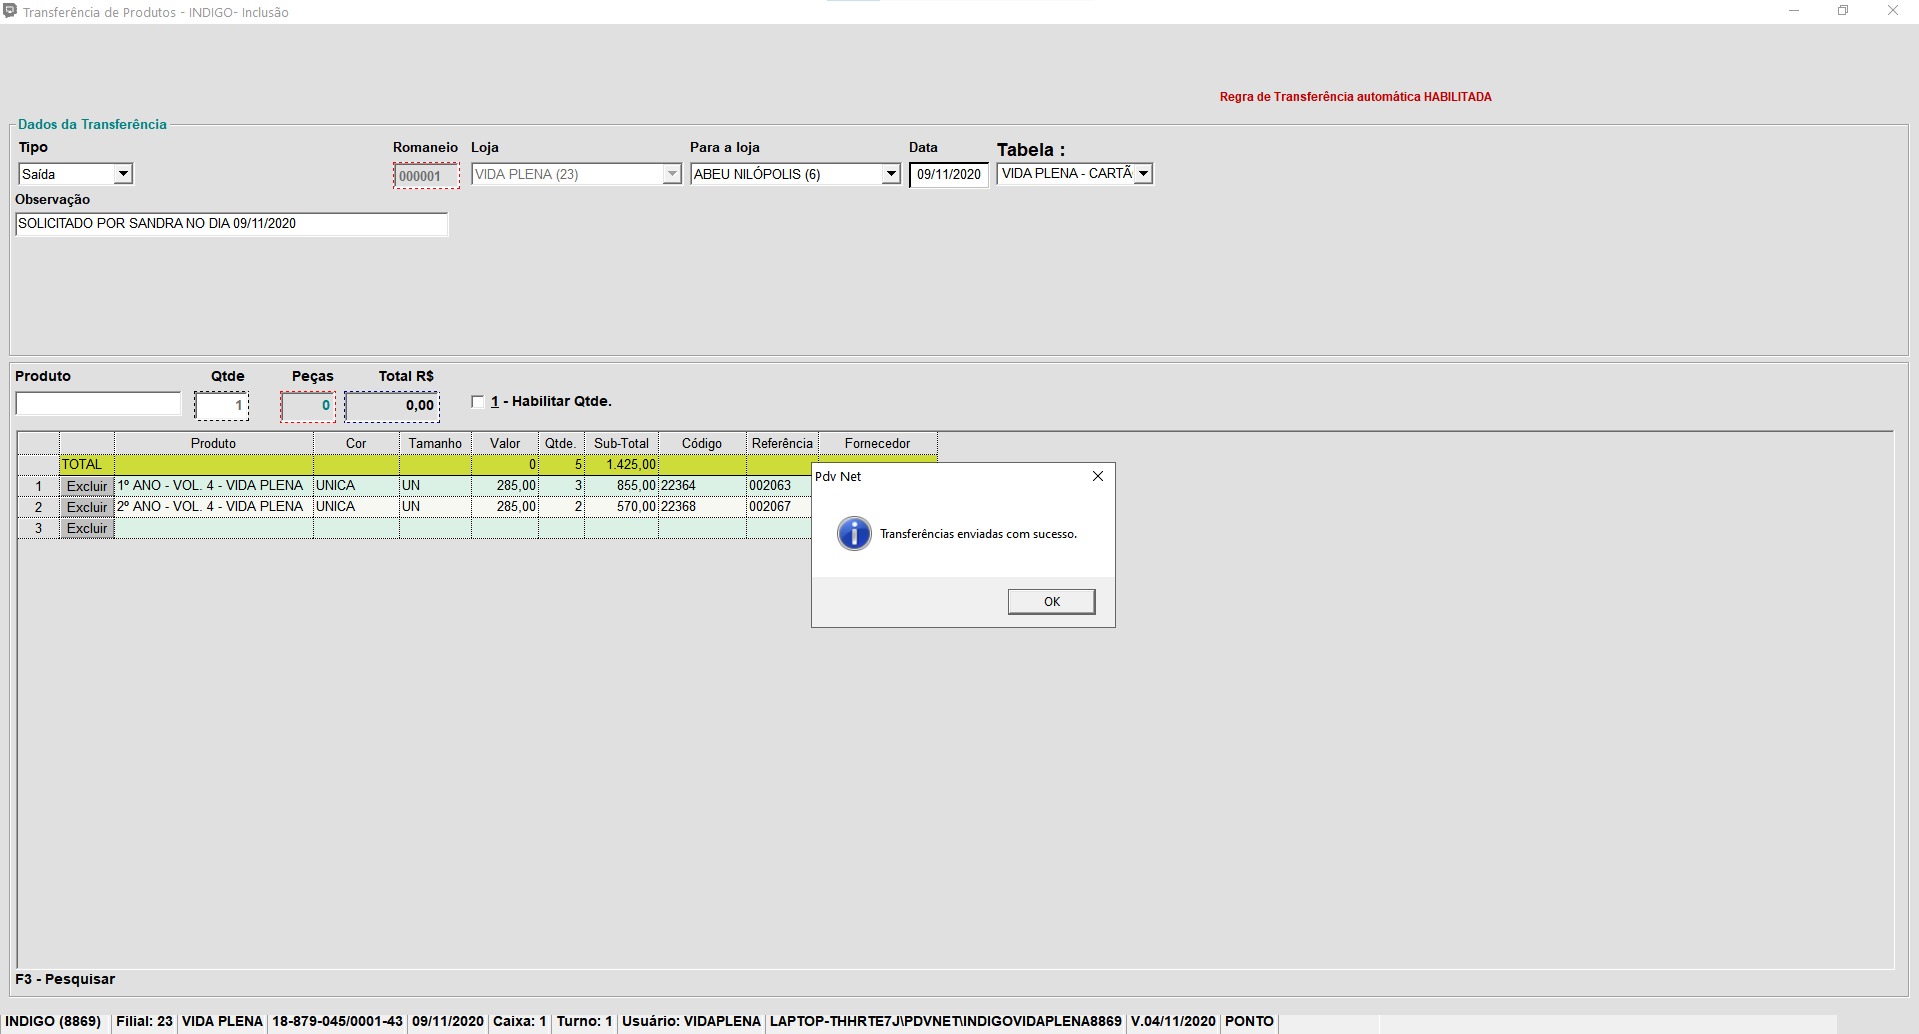 Transferência de Produtos - INDIGO- Inclusão
Regra de Transferência automática HABILITADA
Dados da Transferência
Tipo Romaneio Loja Para a loja Data Tabela :
Saída 000001 VIDA PLENA (23) ABEU NILÓPOLIS (6) 09/11/2020 VIDA PLENA - CARTÃ
Observação
SOLICITADO POR SANDRA NO DIA 09/11/2020
Produto Qtde Peças Total R$
1 0 0,00 1 - Habilitar Qtde.
Produto Cor Tamanho Valor Qtde. Sub-Total Código Referência Fornecedor
TOTAL 0 5 1.425,00
1 Excluir 1º ANO - VOL. 4 - VIDA PLENA UNICA UN 285,00 3 855,00 22364 002063
2 Excluir 2º ANO - VOL. 4 - VIDA PLENA UNICA UN 285,00 2 570,00 22368 002067
3 Excluir
Pdv Net
Transferências enviadas com sucesso.
OK
F3 - Pesquisar
INDIGO (8869) Filial: 23 VIDA PLENA 18-879-045/0001-43 09/11/2020 Caixa: 1 Turno: 1 Usuário: VIDAPLENA LAPTOP-THHRTE7J\PDVNET\INDIGOVIDAPLENA8869 V.04/11/2020 PONTO